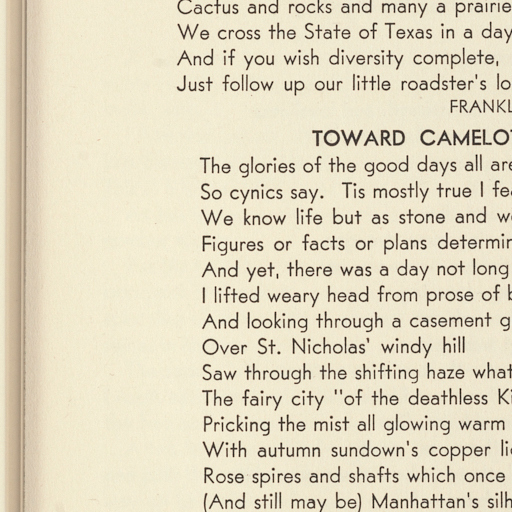 Cactus and rocks and many a prairie
We cross the State of Texas in a day
And if you wish diversity complete,
Just follow up our little roadster's lo
FRANKL
TOWARD CAMELOT
The glories of the good days all are
So cynics say. Tis mostly true I fea
We know life but as stone and wo
Figures or facts or plans determin
And yet, there was a day not long
I lifted weary head from prose of b
And looking through a casement g
Over St. Nicholas' windy hill
Saw through the shifting haze what
The fairy city "of the deathless Ki
Pricking the mist all glowing warm
With autumn sundown's copper lig
Rose spires and shafts which once
(And still may be) Manhattan's silh